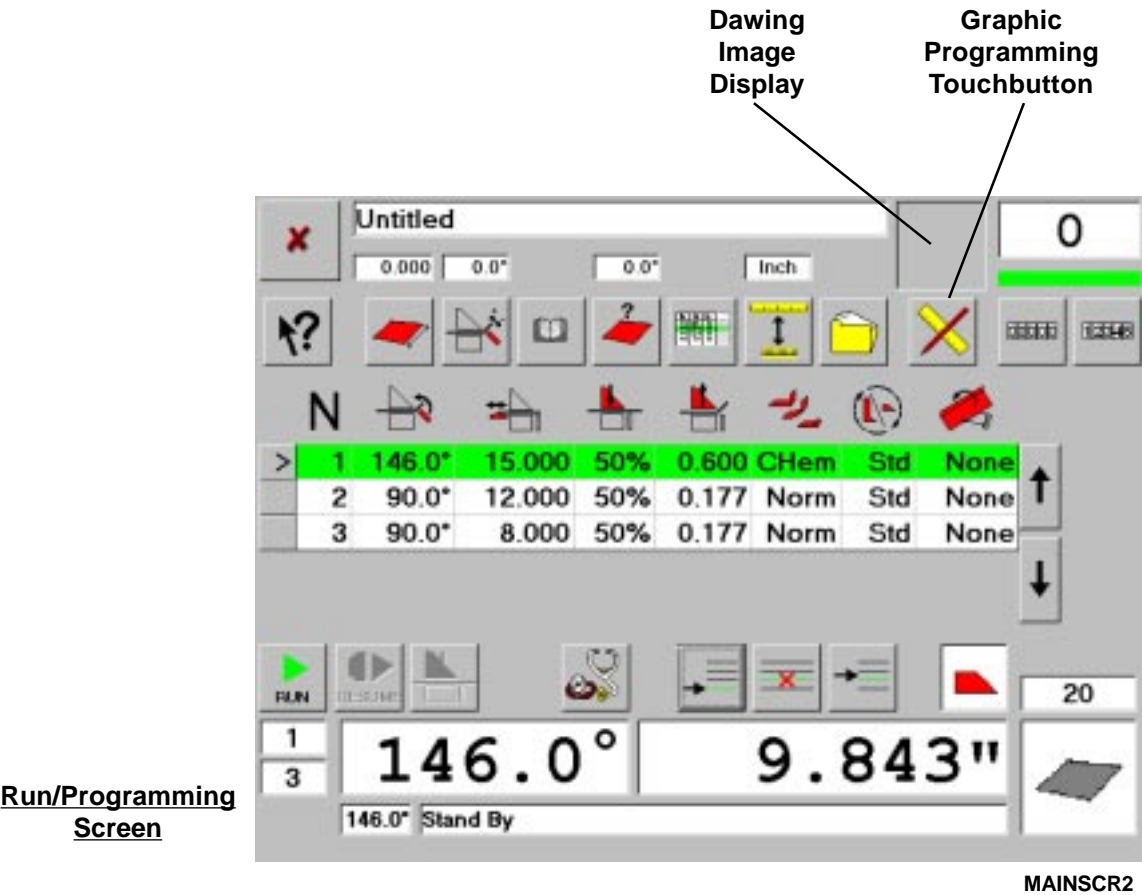 Dawing
Image
Display
Graphic
Programming
Touchbutton
Untitled
0
0.000 0.0° 0.0° Inch
?
?
N
> 1 146.0° 15.000 50% 0.600 CHem Std None
2 90.0° 12.000 50% 0.177 Norm Std None
3 90.0° 8.000 50% 0.177 Norm Std None
RUN RESUME
20
1
3
146.0° 9.843"
146.0° Stand By
Run/Programming
Screen
MAINSCR2